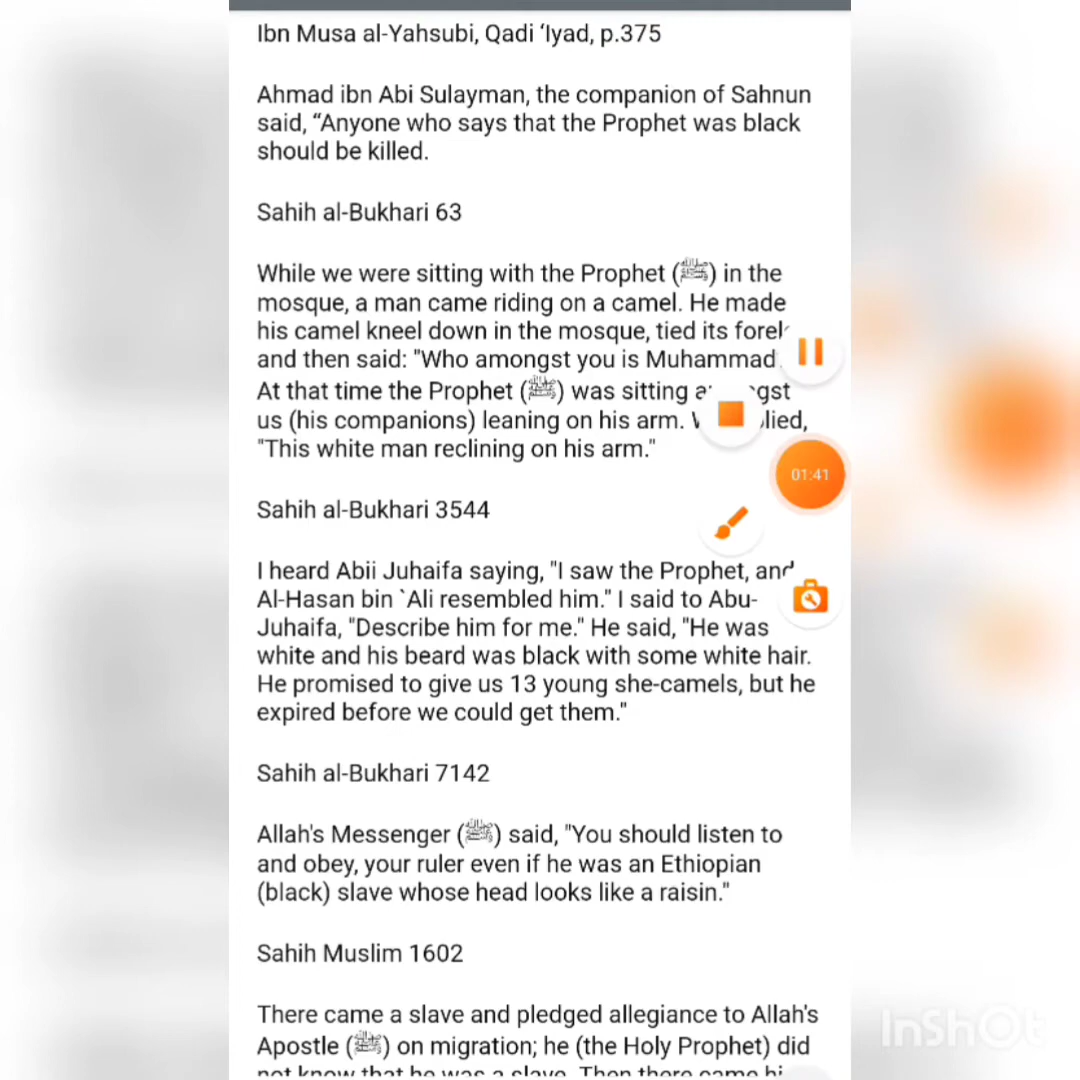 Ibn Musa al-Yahsubi, Qadi ‘Iyad, p.375
Ahmad ibn Abi Sulayman, the companion of Sahnun
said, “Anyone who says that the Prophet was black
should be killed.
Sahih al-Bukhari 63
While we were sitting with the Prophet (ﷺ) in the
mosque, a man came riding on a camel. He made
his camel kneel down in the mosque, tied its
and then said: "Who amongst you is Muhammad
At that time the Prophet (ﷺ) was sitting
us (his companions) leaning on his arm.
"This white man reclining on his arm."
01:41
Sahih al-Bukhari 3544
I heard Abii Juhaifa saying, "I saw the Prophet, and
Al-Hasan bin `Ali resembled him." I said to Abu-
Juhaifa, "Describe him for me." He said, "He was
white and his beard was black with some white hair.
He promised to give us 13 young she-camels, but he
expired before we could get them."
Sahih al-Bukhari 7142
Allah's Messenger (ﷺ) said, "You should listen to
and obey, your ruler even if he was an Ethiopian
(black) slave whose head looks like a raisin."
Sahih Muslim 1602
There came a slave and pledged allegiance to Allah's
Apostle (ﷺ) on migration; he (the Holy Prophet) did
not know that he was a slave. Then there came
InShOt